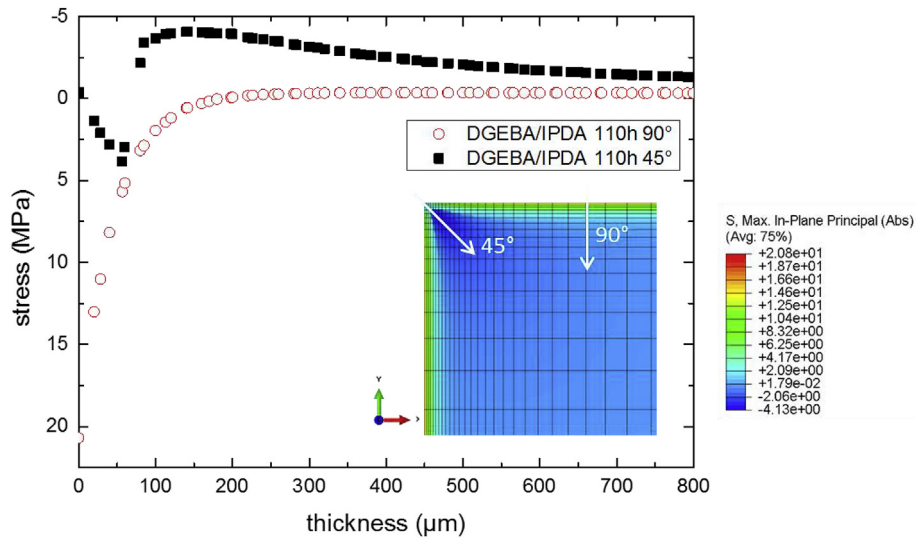 -5
0
5
10
15
20
stress (MPa)
0 100 200 300 400 500 600 700 800
thickness (µm)
DGEBA/IPDA 110h 90°
DGEBA/IPDA 110h 45°
45°
90°
Y
X
S, Max. In-Plane Principal (Abs)
(Avg: 75%)
+2.08e+01
+1.87e+01
+1.66e+01
+1.46e+01
+1.25e+01
+1.04e+01
+8.32e+00
+6.25e+00
+4.17e+00
+2.09e+00
+1.79e-02
-2.06e+00
-4.13e+00